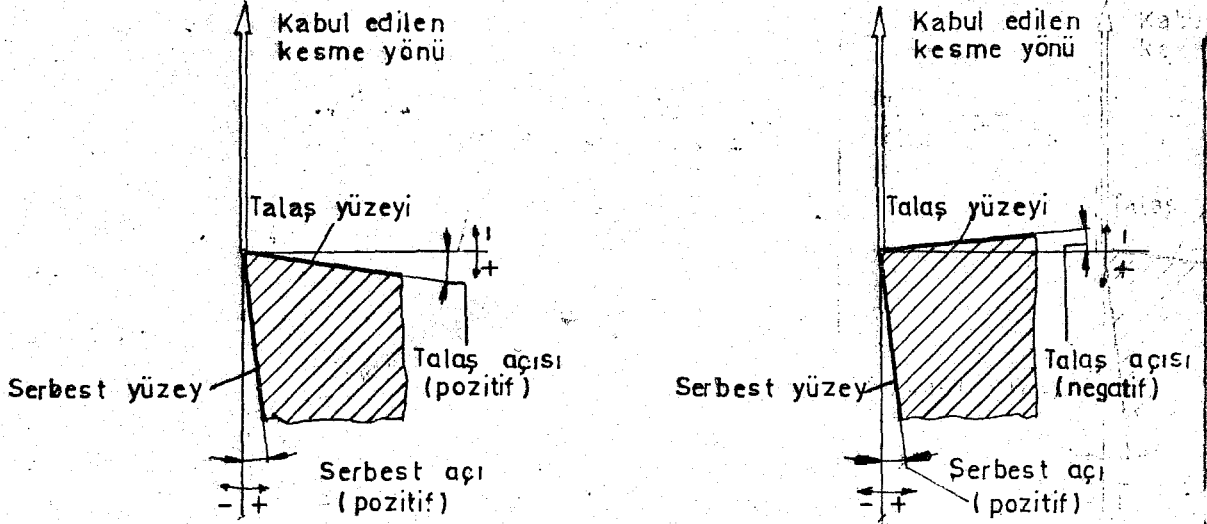 Kabul edilen
kesme yönü
Talaş yüzeyi
- +
Talaş açısı
(pozitif)
Serbest yüzey
Serbest açı
(pozitif)
- +
Kabul edilen
kesme yönü
Talaş yüzeyi
- +
Talaş açısı
(negatif)
Serbest yüzey
Serbest açı
(pozitif)
- +